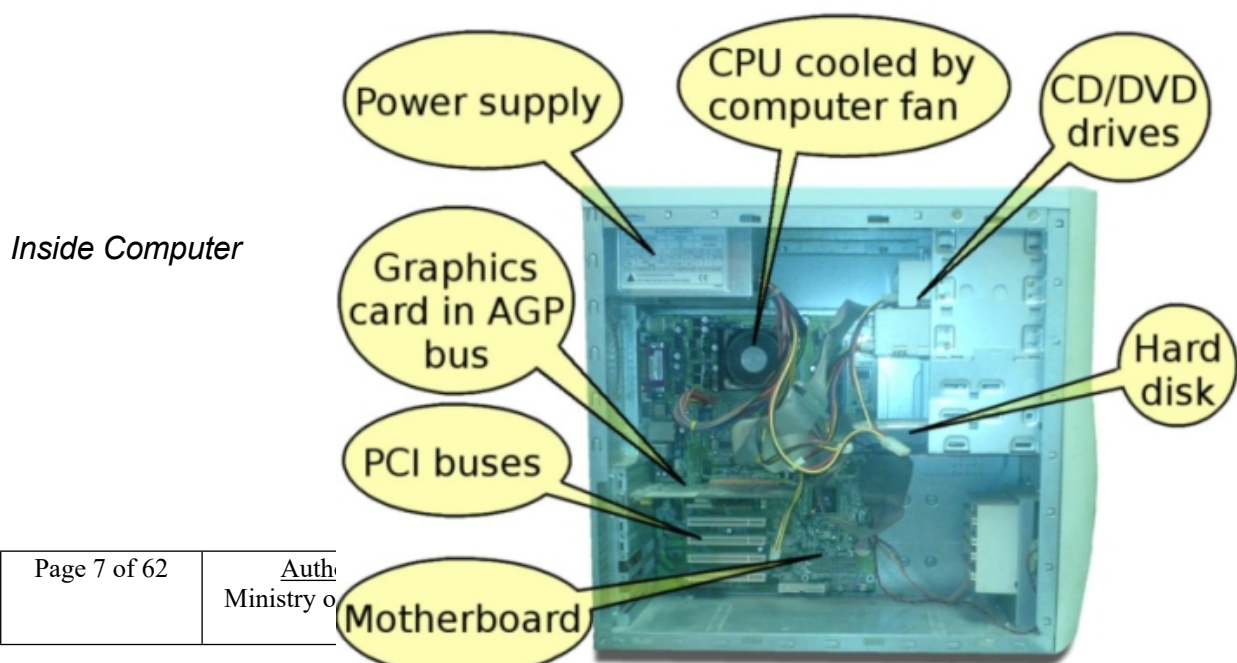 Power supply
CPU cooled by
computer fan
CD/DVD
drives
Inside Computer
Graphics
card in AGP
bus
Hard
disk
PCI buses
Motherboard
Page 7 of 62
Ministry